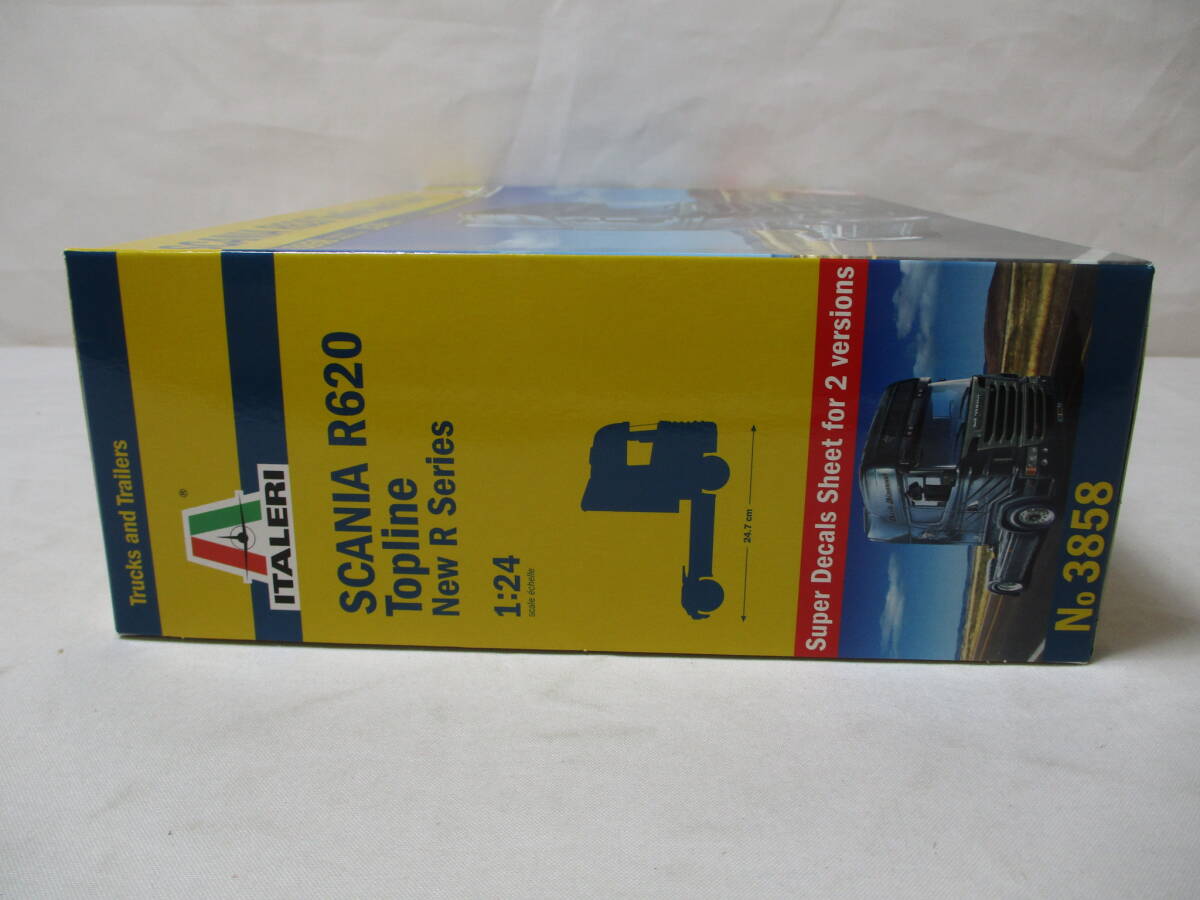 Trucks and Trailers
®
ITALERI
SCANIA R620
Topline
New R Series
1:24
scale échelle
24.7 cm
Super Decals Sheet for 2 versions
No 3858